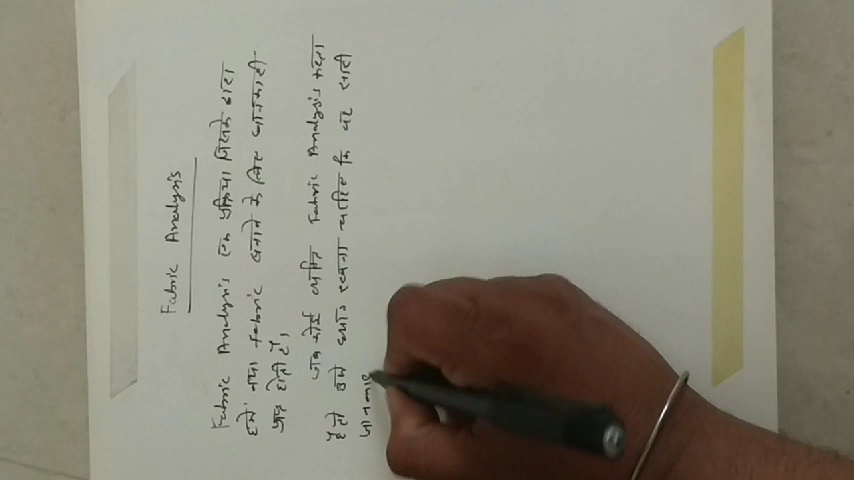 Fabric Analysis
Fabric Analysis एक प्रक्रिया जिसके द्वारा
हमें नया Fabric बनाने के लिए जानकारी
प्राप्त होती है।
जब कोई व्यक्ति Fabric Analysis करता
है तो उसे ध्यान रखना चाहिए कि वह सारी
जानकारी